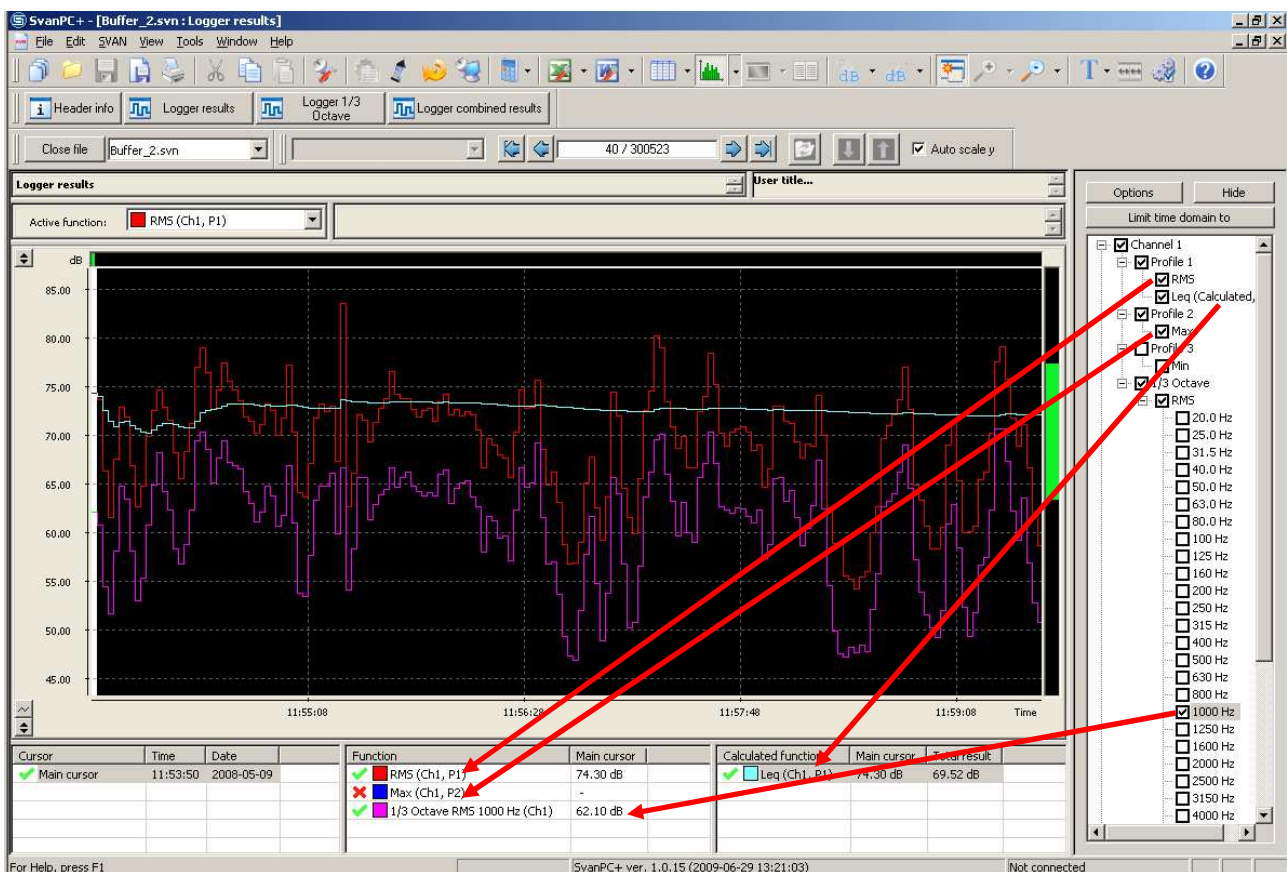 SvanPC+ - [Buffer_2.svn : Logger results]
File Edit SVAN View Tools Window Help
Header info Logger results Logger 1/3 Octave Logger combined results
Close file Buffer_2.svn 40 / 300523 Auto scale y
Logger results User title...
Options Hide
Active function: RMS (Ch1, P1)
Limit time domain to
Channel 1
Profile 1
RMS
Leq (Calculated,
Profile 2
Max
Profile 3
Min
1/3 Octave
RMS
20.0 Hz
25.0 Hz
31.5 Hz
40.0 Hz
50.0 Hz
63.0 Hz
80.0 Hz
100 Hz
125 Hz
160 Hz
200 Hz
250 Hz
315 Hz
400 Hz
500 Hz
630 Hz
800 Hz
1000 Hz
1250 Hz
1600 Hz
2000 Hz
2500 Hz
3150 Hz
4000 Hz
dB
85.00
80.00
75.00
70.00
65.00
60.00
55.00
50.00
45.00
11:55:08 11:56:28 11:57:48 11:59:08 Time
Cursor Time Date
Main cursor 11:53:50 2008-05-09
Function Main cursor
RMS (Ch1, P1) 74.30 dB
Max (Ch1, P2) -
1/3 Octave RMS 1000 Hz (Ch1) 62.10 dB
Calculated function Main cursor Total result
Leq (Ch1, P1) 74.30 dB 69.52 dB
For Help, press F1 SvanPC+ ver. 1.0.15 (2009-06-29 13:21:03) Not connected